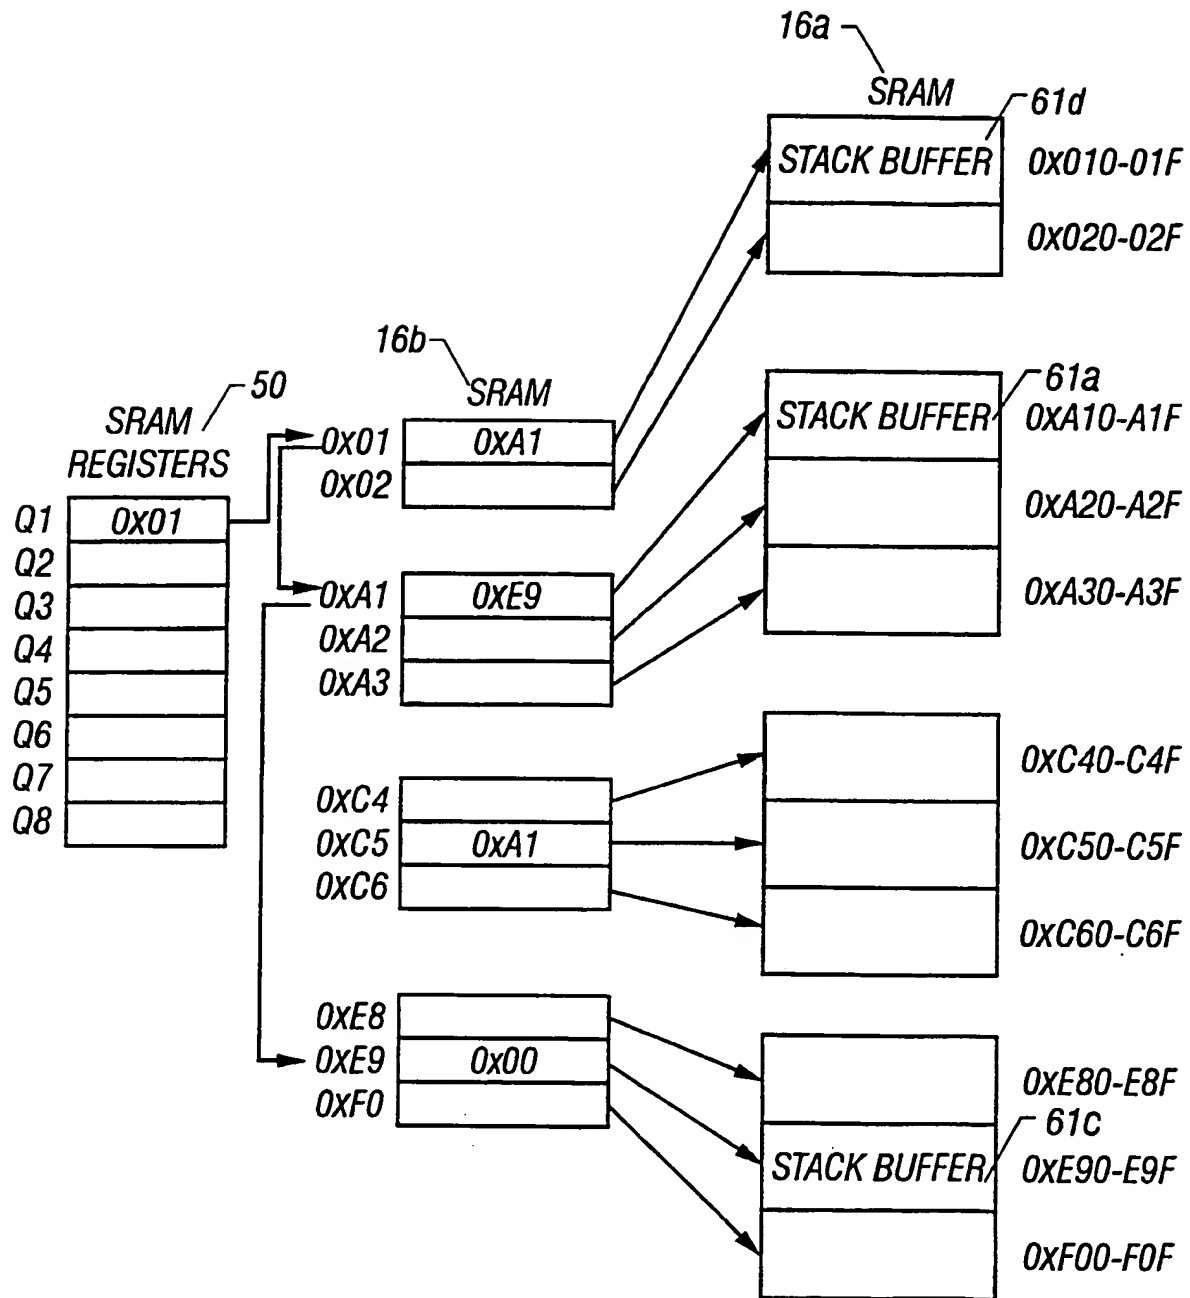 16a
SRAM
61d
STACK BUFFER
0X010-01F
0X020-02F
16b
SRAM
0X01
0XA1
0X02
SRAM
REGISTERS
50
Q1
0X01
Q2
Q3
Q4
Q5
Q6
Q7
Q8
61a
STACK BUFFER
0XA10-A1F
0XA20-A2F
0XA30-A3F
0XA1
0XE9
0XA2
0XA3
0XC4
0XC5
0XA1
0XC6
0XC40-C4F
0XC50-C5F
0XC60-C6F
0XE8
0XE9
0X00
0XF0
0XE80-E8F
61c
STACK BUFFER
0XE90-E9F
0XF00-F0F